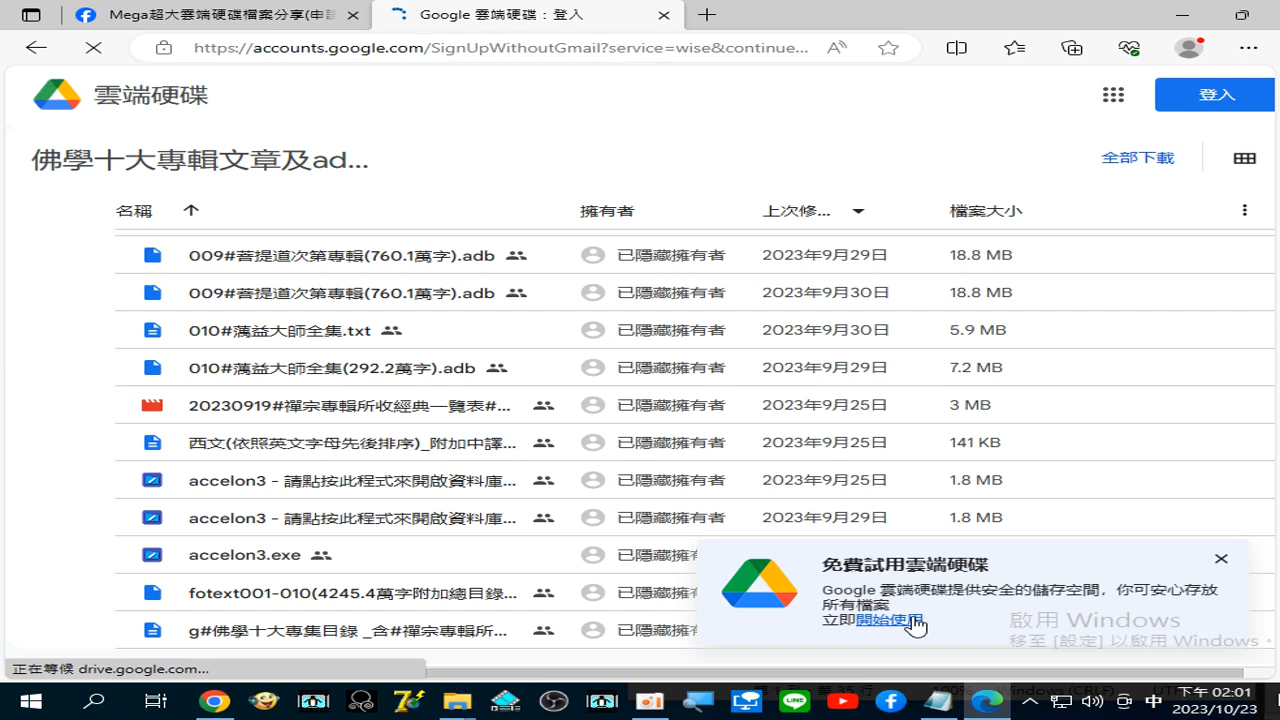 Mega超大雲端硬碟檔案分享(申請
Google 雲端硬碟：登入
https://accounts.google.com/SignUpWithoutGmail?service=wise&continue...
雲端硬碟
登入
佛學十大專輯文章及ad...
全部下載
名稱 擁有者 上次修... 檔案大小
009#菩提道次第專輯(760.1萬字).adb 已隱藏擁有者 2023年9月29日 18.8 MB
009#菩提道次第專輯(760.1萬字).adb 已隱藏擁有者 2023年9月30日 18.8 MB
010#蕅益大師全集.txt 已隱藏擁有者 2023年9月30日 5.9 MB
010#蕅益大師全集(292.2萬字).adb 已隱藏擁有者 2023年9月29日 7.2 MB
20230919#禪宗專輯所收經典一覽表#... 已隱藏擁有者 2023年9月25日 3 MB
西文(依照英文字母先後排序)_附加中譯... 已隱藏擁有者 2023年9月25日 141 KB
accelon3 - 請點按此程式來開啟資料庫... 已隱藏擁有者 2023年9月25日 1.8 MB
accelon3 - 請點按此程式來開啟資料庫... 已隱藏擁有者 2023年9月29日 1.8 MB
accelon3.exe 已隱藏擁有
fotext001-010(4245.4萬字附加總目錄... 已隱藏擁有
g#佛學十大專集目錄 _含#禪宗專輯所... 已隱藏擁有
免費試用雲端硬碟
Google 雲端硬碟提供安全的儲存空間，你可安心存放
所有檔案
立即開始使用
啟用 Windows
移至 [設定] 以啟用 Windows。
正在等候 drive.google.com...
中
下午 02:01
2023/10/23